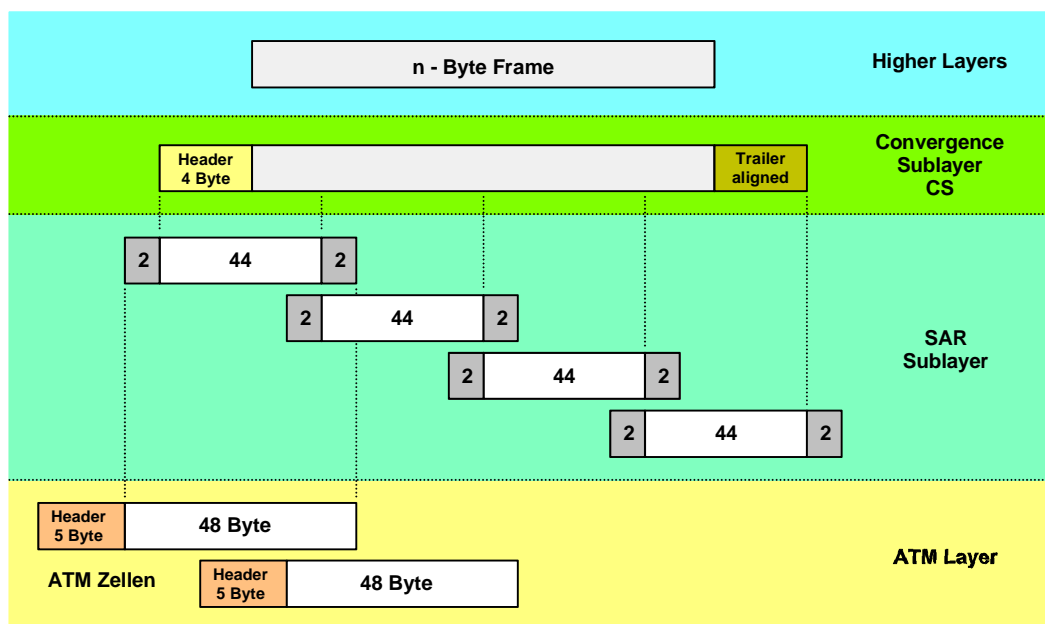 n - Byte Frame
Higher Layers
Header
4 Byte
Trailer
aligned
Convergence
Sublayer
CS
2 44 2
2 44 2
2 44 2
2 44 2
SAR
Sublayer
Header
5 Byte
48 Byte
ATM Zellen
Header
5 Byte
48 Byte
ATM Layer